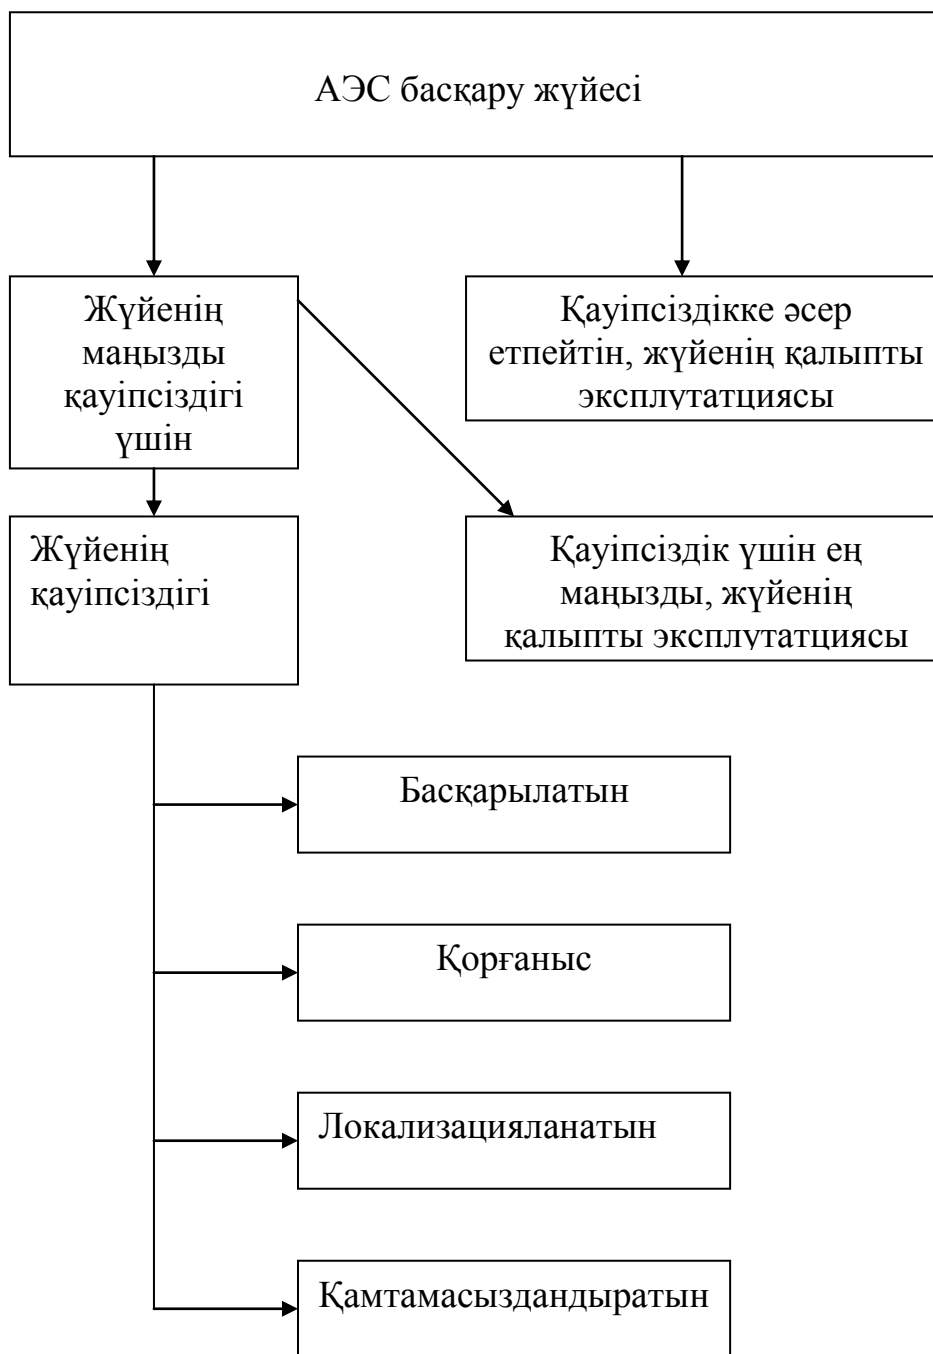 АЭС басқару жүйесі
Жүйенің
маңызды
қауіпсіздігі
үшін
Қауіпсіздікке әсер
етпейтін, жүйенің қалыпты
эксплутатциясы
Жүйенің
қауіпсіздігі
Қауіпсіздік үшін ең
маңызды, жүйенің
қалыпты эксплутатциясы
Басқарылатын
Қорғаныс
Локализацияланатын
Қамтамасыздандыратын